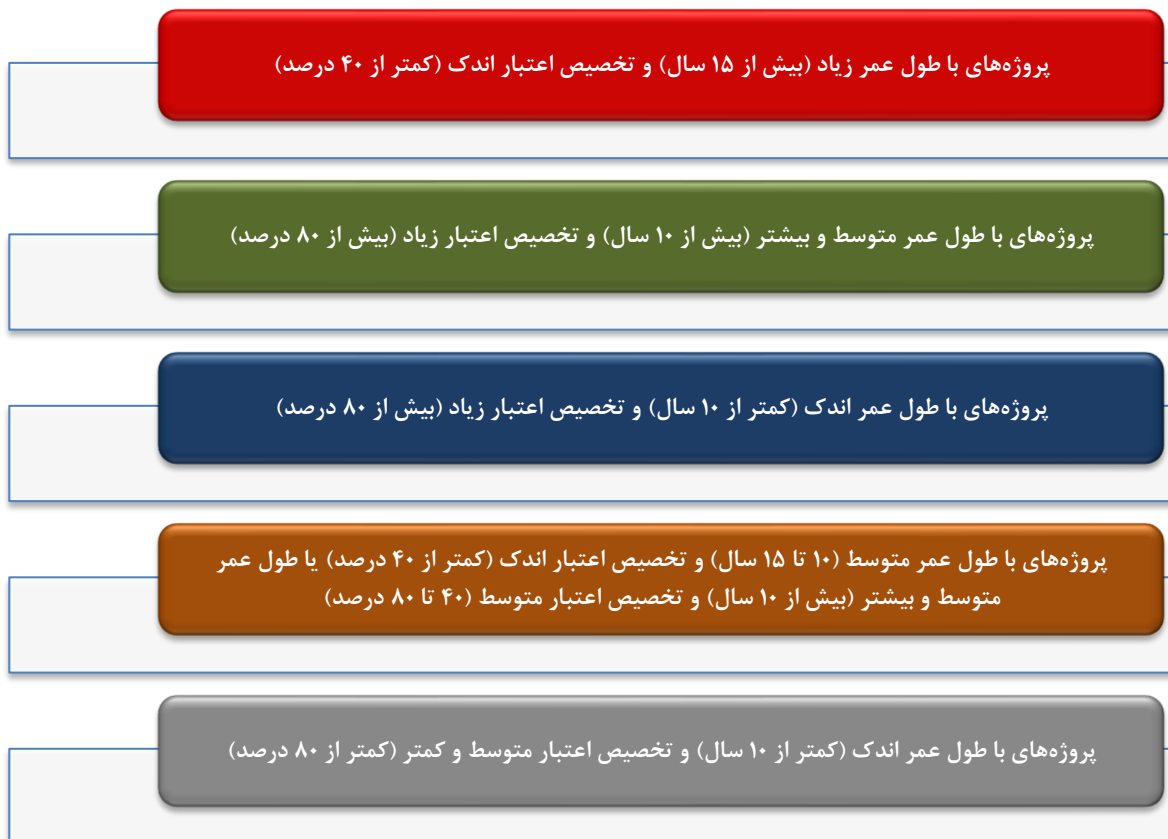 پروژه‌های با طول عمر زیاد (بیش از ۱۵ سال) و تخصیص اعتبار اندک (کمتر از ۴۰ درصد)
پروژه‌های با طول عمر متوسط و بیشتر (بیش از ۱۰ سال) و تخصیص اعتبار زیاد (بیش از ۸۰ درصد)
پروژه‌های با طول عمر اندک (کمتر از ۱۰ سال) و تخصیص اعتبار زیاد (بیش از ۸۰ درصد)
پروژه‌های با طول عمر متوسط (۱۰ تا ۱۵ سال) و تخصیص اعتبار اندک (کمتر از ۴۰ درصد) یا طول عمر
متوسط و بیشتر (بیش از ۱۰ سال) و تخصیص اعتبار متوسط (۴۰ تا ۸۰ درصد)
پروژه‌های با طول عمر اندک (کمتر از ۱۰ سال) و تخصیص اعتبار متوسط و کمتر (کمتر از ۸۰ درصد)